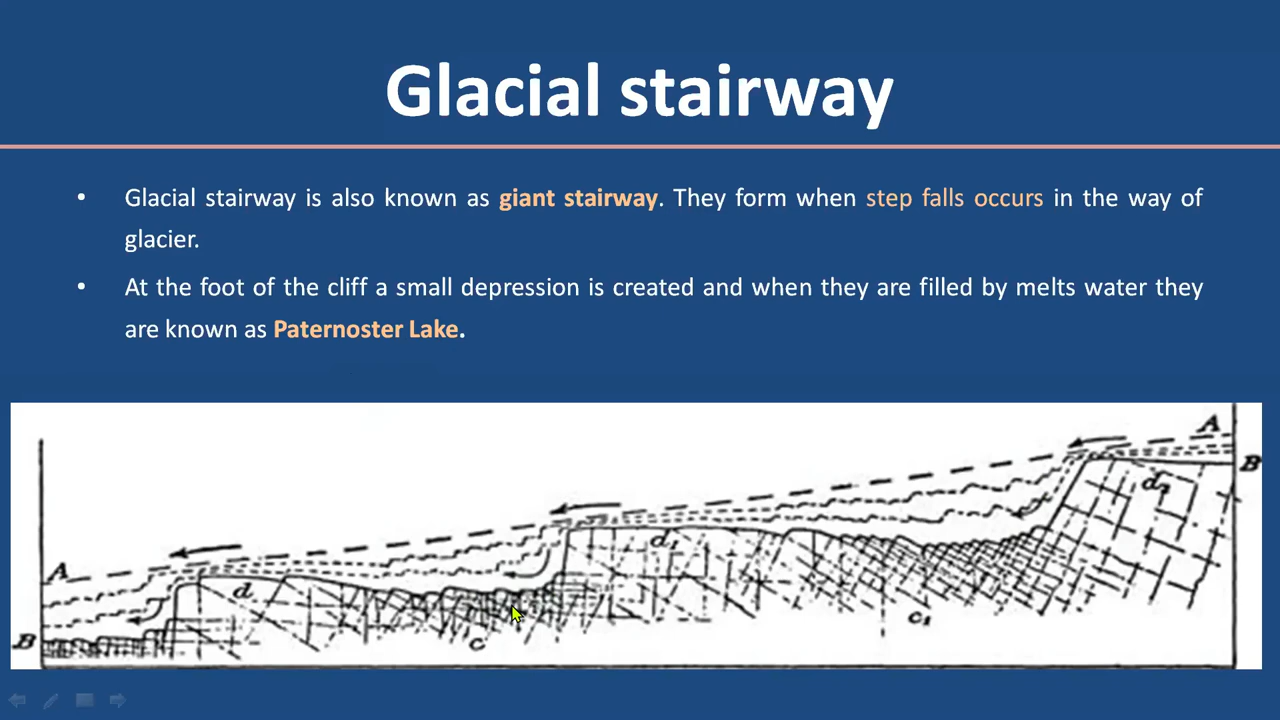 Glacial stairway
• Glacial stairway is also known as giant stairway. They form when step falls occurs in the way of
glacier.
• At the foot of the cliff a small depression is created and when they are filled by melts water they
are known as Paternoster Lake.
A
B
d₂
d₁
A
d
c₁
B
c